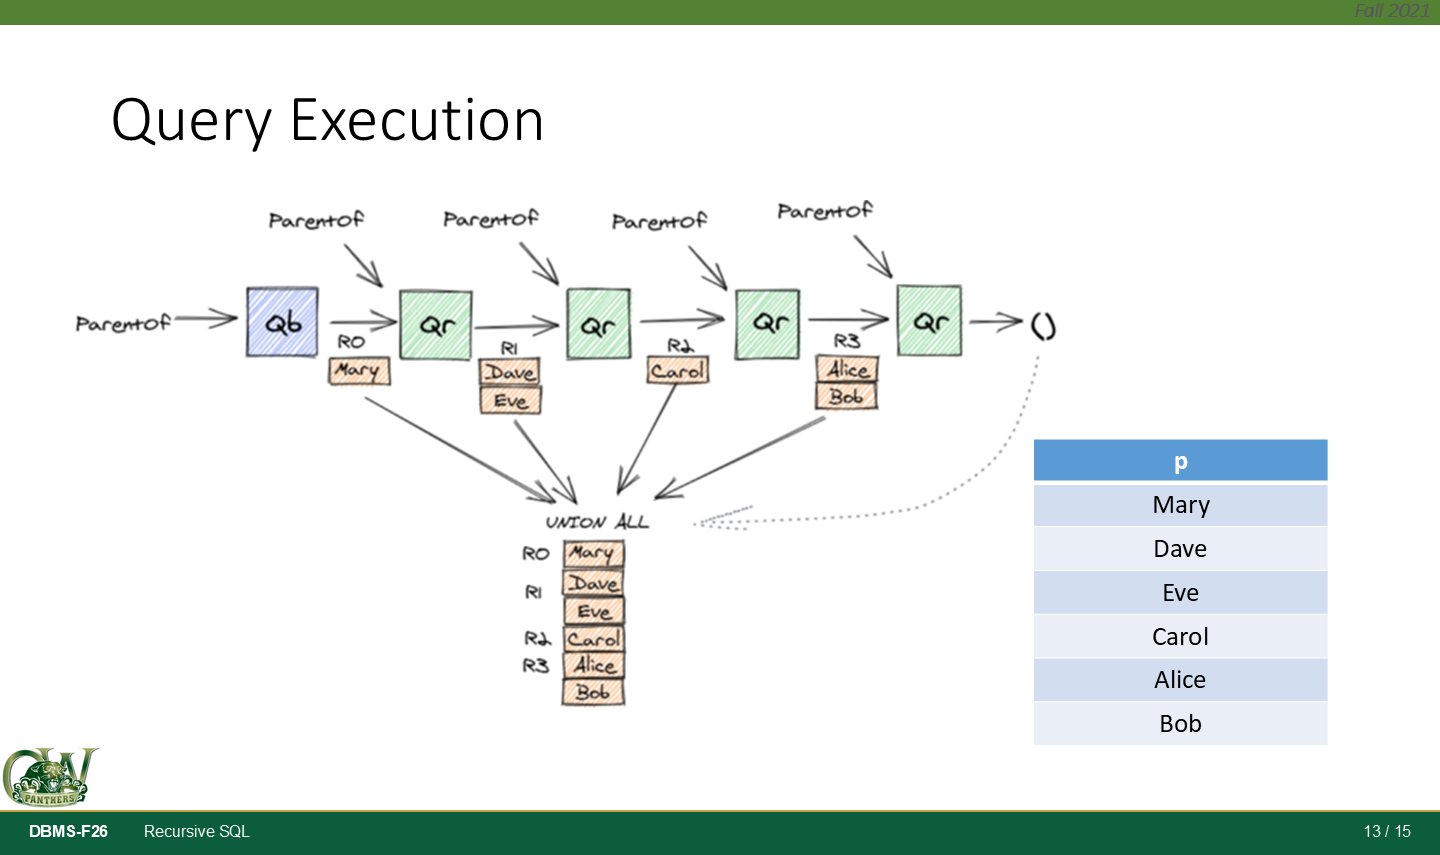 Fall 2021
Query Execution
ParentOf ParentOf ParentOf ParentOf
ParentOf Qb Qr Qr Qr Qr ()
R0 R1 R2 R3
Mary Dave Carol Alice
Eve Bob
UNION ALL
R0 Mary
R1 Dave
Eve
R2 Carol
R3 Alice
Bob
p
Mary
Dave
Eve
Carol
Alice
Bob
OW
PANTHERS
DBMS-F26 Recursive SQL 13 / 15